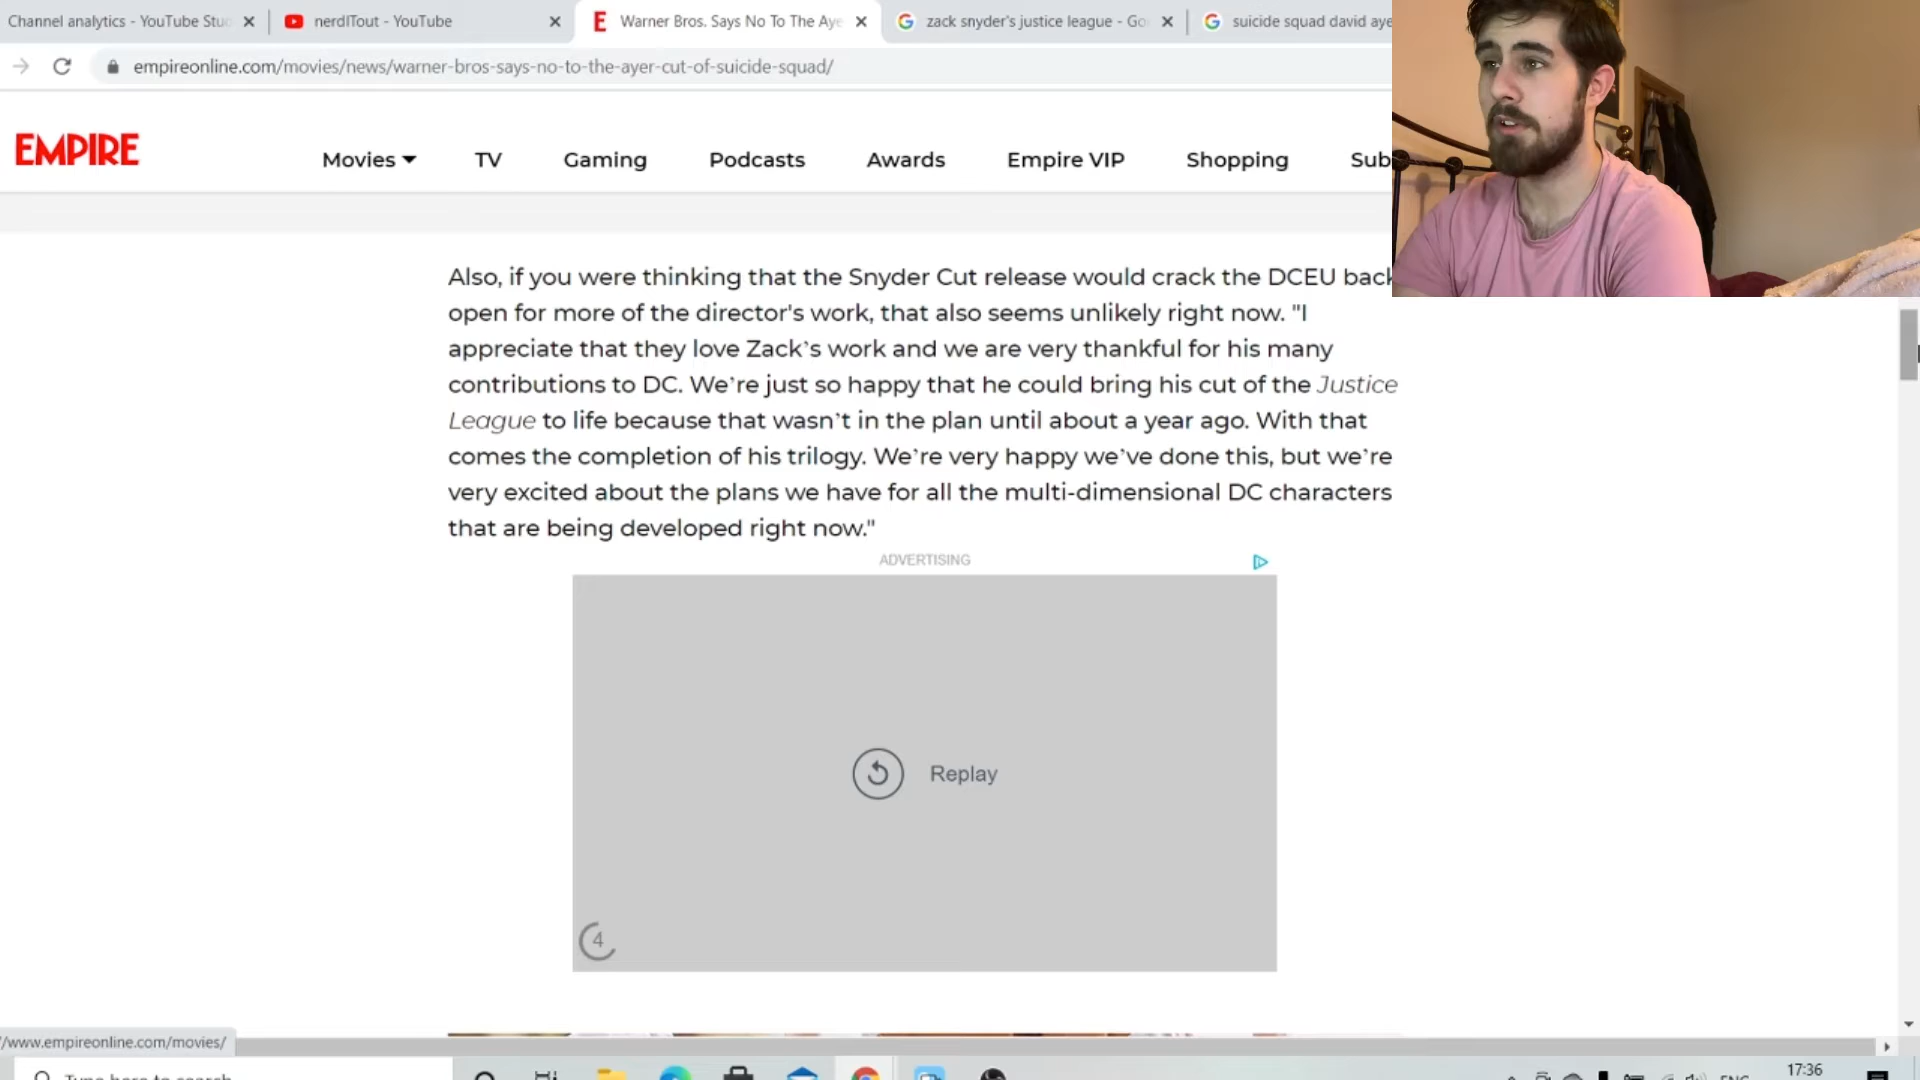 Channel analytics - YouTube Stu
nerdITout - YouTube
Warner Bros. Says No To The Aye
zack snyder's justice league - Go
suicide squad david aye
empireonline.com/movies/news/warner-bros-says-no-to-the-ayer-cut-of-suicide-squad/
EMPIRE
Movies
TV
Gaming
Podcasts
Awards
Empire VIP
Shopping
Sub
Also, if you were thinking that the Snyder Cut release would crack the DCEU back
open for more of the director's work, that also seems unlikely right now. "I
appreciate that they love Zack's work and we are very thankful for his many
contributions to DC. We're just so happy that he could bring his cut of the Justice
League to life because that wasn't in the plan until about a year ago. With that
comes the completion of his trilogy. We're very happy we've done this, but we're
very excited about the plans we have for all the multi-dimensional DC characters
that are being developed right now."
ADVERTISING
Replay
4
/www.empireonline.com/movies/
Type here to search
ENG
17:36